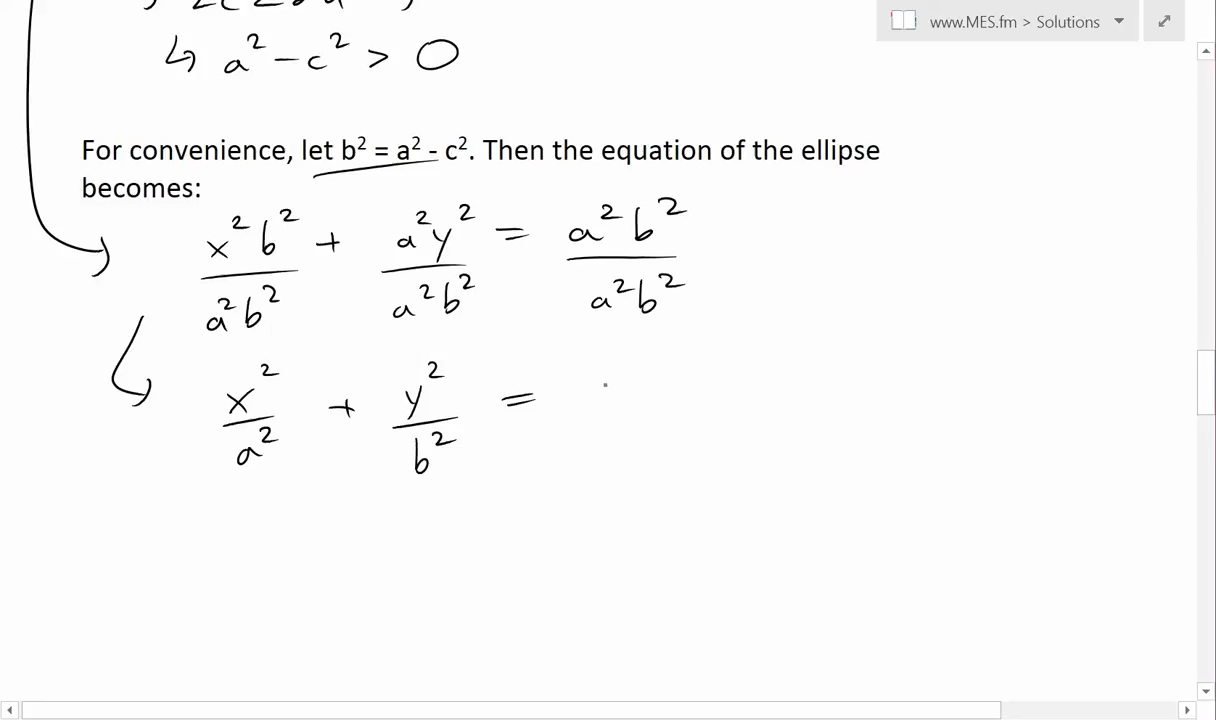 www.MES.fm > Solutions
a² - c² > 0
For convenience, let b² = a² - c². Then the equation of the ellipse
becomes:
x²b²/a²b² + a²y²/a²b² = a²b²/a²b²
x²/a² + y²/b² =